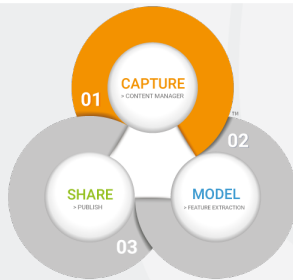 01
CAPTURE
> CONTENT MANAGER
TM
02
SHARE
> PUBLISH
MODEL
> FEATURE EXTRACTION
03